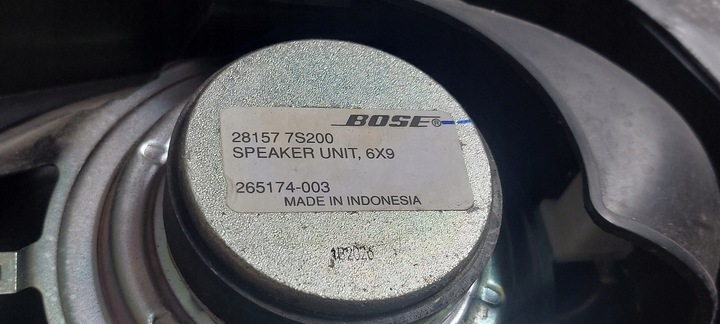 BOSE®
28157 7S200
SPEAKER UNIT, 6X9
265174-003
MADE IN INDONESIA